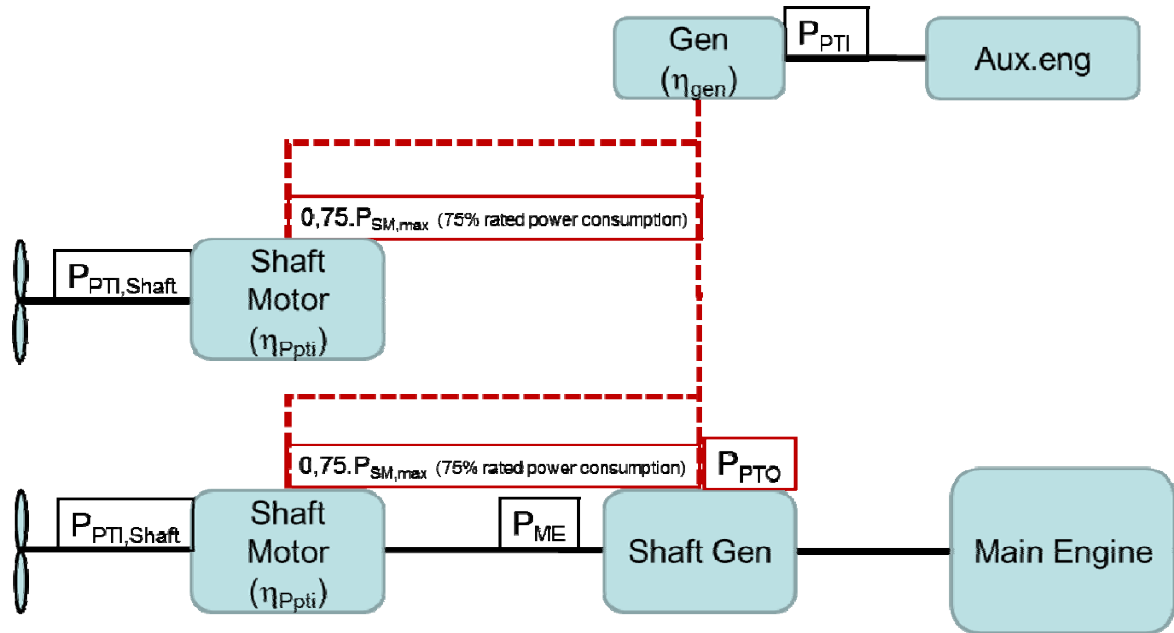 Gen
(ηgen)
PPTI
Aux.eng
0,75.PSM,max (75% rated power consumption)
PPTI,Shaft
Shaft
Motor
(ηPpti)
0,75.PSM,max (75% rated power consumption)
PPTO
PPTI,Shaft
Shaft
Motor
(ηPpti)
PME
Shaft Gen
Main Engine